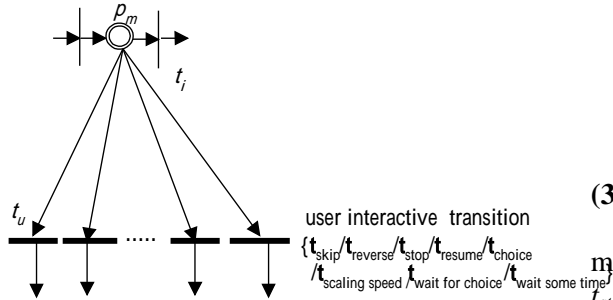 p_m
t_i
t_u
.....
user interactive transition
{t_skip/t_reverse/t_stop/t_resume/t_choice
/t_scaling speed/t_wait for choice/t_wait some time}
(3
m